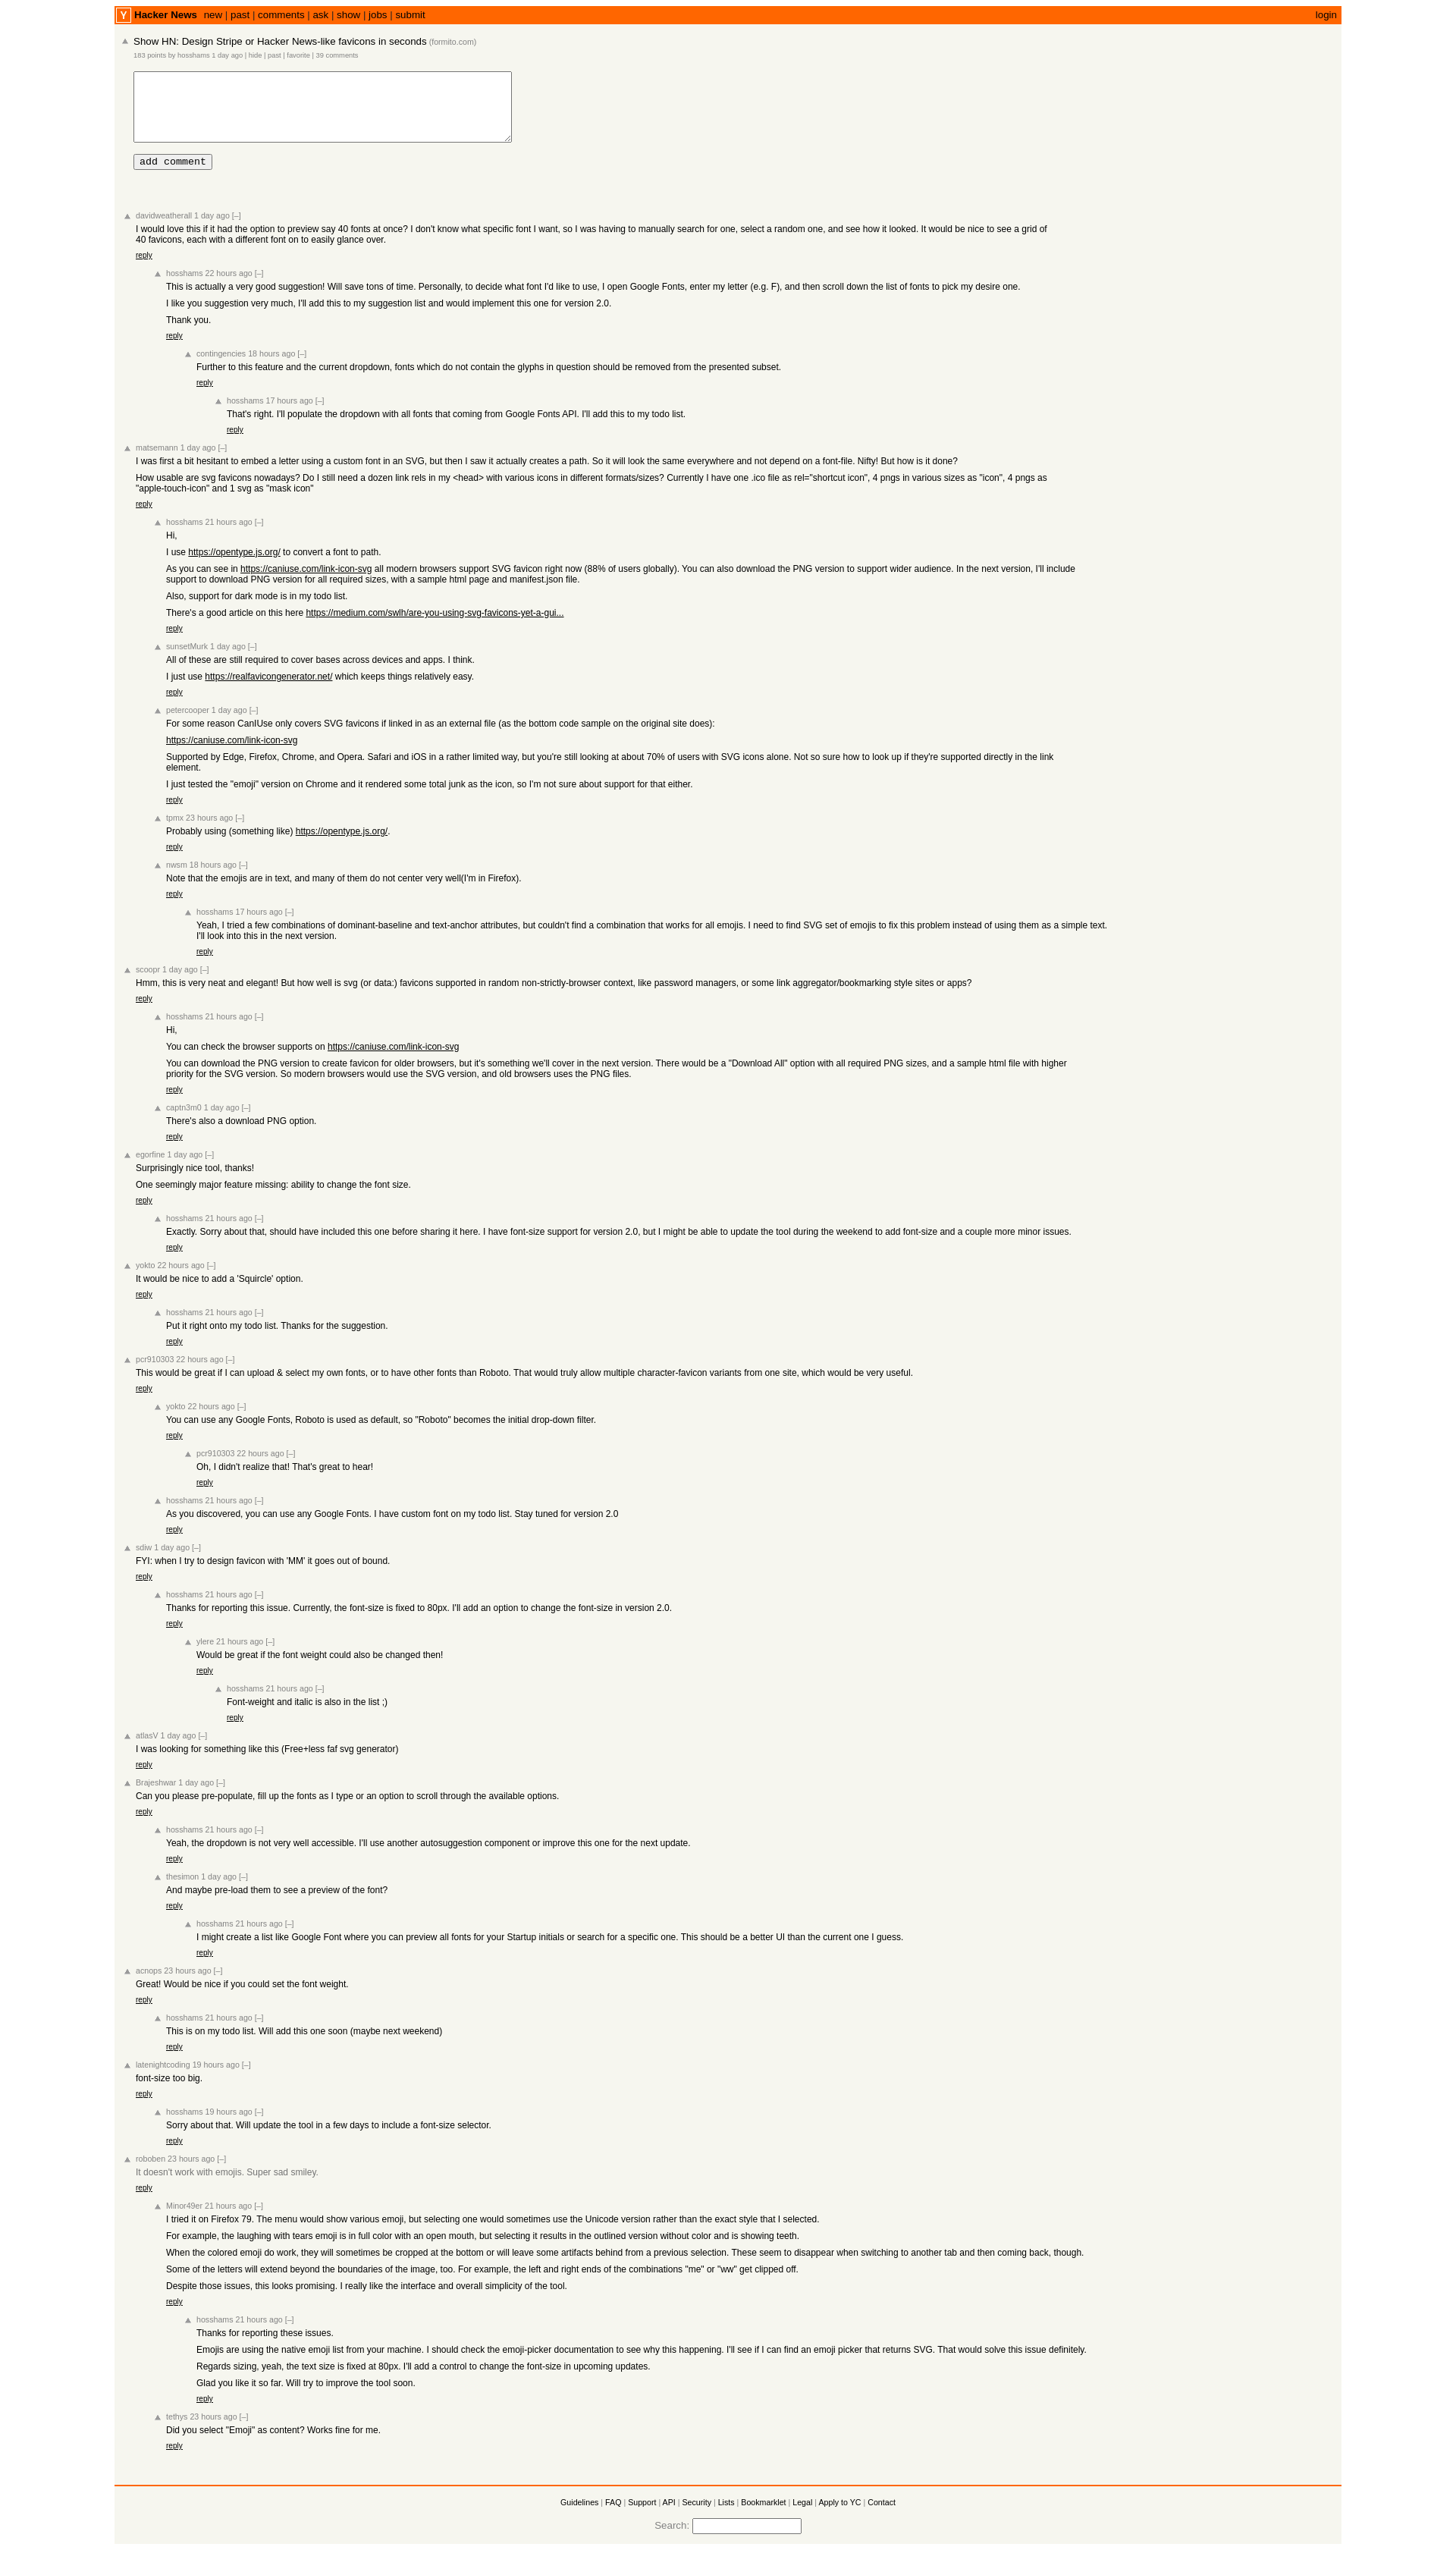 Y Hacker News new | past | comments | ask | show | jobs | submit login
Show HN: Design Stripe or Hacker News-like favicons in seconds (formito.com)
183 points by hosshams 1 day ago | hide | past | favorite | 39 comments
add comment
davidweatherall 1 day ago [–]
I would love this if it had the option to preview say 40 fonts at once? I don't know what specific font I want, so I was having to manually search for one, select a random one, and see how it looked. It would be nice to see a grid of
40 favicons, each with a different font on to easily glance over.
reply
hosshams 22 hours ago [–]
This is actually a very good suggestion! Will save tons of time. Personally, to decide what font I'd like to use, I open Google Fonts, enter my letter (e.g. F), and then scroll down the list of fonts to pick my desire one.
I like you suggestion very much, I'll add this to my suggestion list and would implement this one for version 2.0.
Thank you.
reply
contingencies 18 hours ago [–]
Further to this feature and the current dropdown, fonts which do not contain the glyphs in question should be removed from the presented subset.
reply
hosshams 17 hours ago [–]
That's right. I'll populate the dropdown with all fonts that coming from Google Fonts API. I'll add this to my todo list.
reply
matsemann 1 day ago [–]
I was first a bit hesitant to embed a letter using a custom font in an SVG, but then I saw it actually creates a path. So it will look the same everywhere and not depend on a font-file. Nifty! But how is it done?
How usable are svg favicons nowadays? Do I still need a dozen link rels in my <head> with various icons in different formats/sizes? Currently I have one .ico file as rel="shortcut icon", 4 pngs in various sizes as "icon", 4 pngs as
"apple-touch-icon" and 1 svg as "mask icon"
reply
hosshams 21 hours ago [–]
Hi,
I use https://opentype.js.org/ to convert a font to path.
As you can see in https://caniuse.com/link-icon-svg all modern browsers support SVG favicon right now (88% of users globally). You can also download the PNG version to support wider audience. In the next version, I'll include
support to download PNG version for all required sizes, with a sample html page and manifest.json file.
Also, support for dark mode is in my todo list.
There's a good article on this here https://medium.com/swlh/are-you-using-svg-favicons-yet-a-gui...
reply
sunsetMurk 1 day ago [–]
All of these are still required to cover bases across devices and apps. I think.
I just use https://realfavicongenerator.net/ which keeps things relatively easy.
reply
petercooper 1 day ago [–]
For some reason CanIUse only covers SVG favicons if linked in as an external file (as the bottom code sample on the original site does):
https://caniuse.com/link-icon-svg
Supported by Edge, Firefox, Chrome, and Opera. Safari and iOS in a rather limited way, but you're still looking at about 70% of users with SVG icons alone. Not so sure how to look up if they're supported directly in the link
element.
I just tested the "emoji" version on Chrome and it rendered some total junk as the icon, so I'm not sure about support for that either.
reply
tpmx 23 hours ago [–]
Probably using (something like) https://opentype.js.org/.
reply
nwsm 18 hours ago [–]
Note that the emojis are in text, and many of them do not center very well(I'm in Firefox).
reply
hosshams 17 hours ago [–]
Yeah, I tried a few combinations of dominant-baseline and text-anchor attributes, but couldn't find a combination that works for all emojis. I need to find SVG set of emojis to fix this problem instead of using them as a simple text.
I'll look into this in the next version.
reply
scoopr 1 day ago [–]
Hmm, this is very neat and elegant! But how well is svg (or data:) favicons supported in random non-strictly-browser context, like password managers, or some link aggregator/bookmarking style sites or apps?
reply
hosshams 21 hours ago [–]
Hi,
You can check the browser supports on https://caniuse.com/link-icon-svg
You can download the PNG version to create favicon for older browsers, but it's something we'll cover in the next version. There would be a "Download All" option with all required PNG sizes, and a sample html file with higher
priority for the SVG version. So modern browsers would use the SVG version, and old browsers uses the PNG files.
reply
captn3m0 1 day ago [–]
There's also a download PNG option.
reply
egorfine 1 day ago [–]
Surprisingly nice tool, thanks!
One seemingly major feature missing: ability to change the font size.
reply
hosshams 21 hours ago [–]
Exactly. Sorry about that, should have included this one before sharing it here. I have font-size support for version 2.0, but I might be able to update the tool during the weekend to add font-size and a couple more minor issues.
reply
yokto 22 hours ago [–]
It would be nice to add a 'Squircle' option.
reply
hosshams 21 hours ago [–]
Put it right onto my todo list. Thanks for the suggestion.
reply
pcr910303 22 hours ago [–]
This would be great if I can upload & select my own fonts, or to have other fonts than Roboto. That would truly allow multiple character-favicon variants from one site, which would be very useful.
reply
yokto 22 hours ago [–]
You can use any Google Fonts, Roboto is used as default, so "Roboto" becomes the initial drop-down filter.
reply
pcr910303 22 hours ago [–]
Oh, I didn't realize that! That's great to hear!
reply
hosshams 21 hours ago [–]
As you discovered, you can use any Google Fonts. I have custom font on my todo list. Stay tuned for version 2.0
reply
sdiw 1 day ago [–]
FYI: when I try to design favicon with 'MM' it goes out of bound.
reply
hosshams 21 hours ago [–]
Thanks for reporting this issue. Currently, the font-size is fixed to 80px. I'll add an option to change the font-size in version 2.0.
reply
ylere 21 hours ago [–]
Would be great if the font weight could also be changed then!
reply
hosshams 21 hours ago [–]
Font-weight and italic is also in the list ;)
reply
atlasV 1 day ago [–]
I was looking for something like this (Free+less faf svg generator)
reply
Brajeshwar 1 day ago [–]
Can you please pre-populate, fill up the fonts as I type or an option to scroll through the available options.
reply
hosshams 21 hours ago [–]
Yeah, the dropdown is not very well accessible. I'll use another autosuggestion component or improve this one for the next update.
reply
thesimon 1 day ago [–]
And maybe pre-load them to see a preview of the font?
reply
hosshams 21 hours ago [–]
I might create a list like Google Font where you can preview all fonts for your Startup initials or search for a specific one. This should be a better UI than the current one I guess.
reply
acnops 23 hours ago [–]
Great! Would be nice if you could set the font weight.
reply
hosshams 21 hours ago [–]
This is on my todo list. Will add this one soon (maybe next weekend)
reply
latenightcoding 19 hours ago [–]
font-size too big.
reply
hosshams 19 hours ago [–]
Sorry about that. Will update the tool in a few days to include a font-size selector.
reply
roboben 23 hours ago [–]
It doesn't work with emojis. Super sad smiley.
reply
Minor49er 21 hours ago [–]
I tried it on Firefox 79. The menu would show various emoji, but selecting one would sometimes use the Unicode version rather than the exact style that I selected.
For example, the laughing with tears emoji is in full color with an open mouth, but selecting it results in the outlined version without color and is showing teeth.
When the colored emoji do work, they will sometimes be cropped at the bottom or will leave some artifacts behind from a previous selection. These seem to disappear when switching to another tab and then coming back, though.
Some of the letters will extend beyond the boundaries of the image, too. For example, the left and right ends of the combinations "me" or "ww" get clipped off.
Despite those issues, this looks promising. I really like the interface and overall simplicity of the tool.
reply
hosshams 21 hours ago [–]
Thanks for reporting these issues.
Emojis are using the native emoji list from your machine. I should check the emoji-picker documentation to see why this happening. I'll see if I can find an emoji picker that returns SVG. That would solve this issue definitely.
Regards sizing, yeah, the text size is fixed at 80px. I'll add a control to change the font-size in upcoming updates.
Glad you like it so far. Will try to improve the tool soon.
reply
tethys 23 hours ago [–]
Did you select "Emoji" as content? Works fine for me.
reply
Guidelines | FAQ | Support | API | Security | Lists | Bookmarklet | Legal | Apply to YC | Contact
Search: